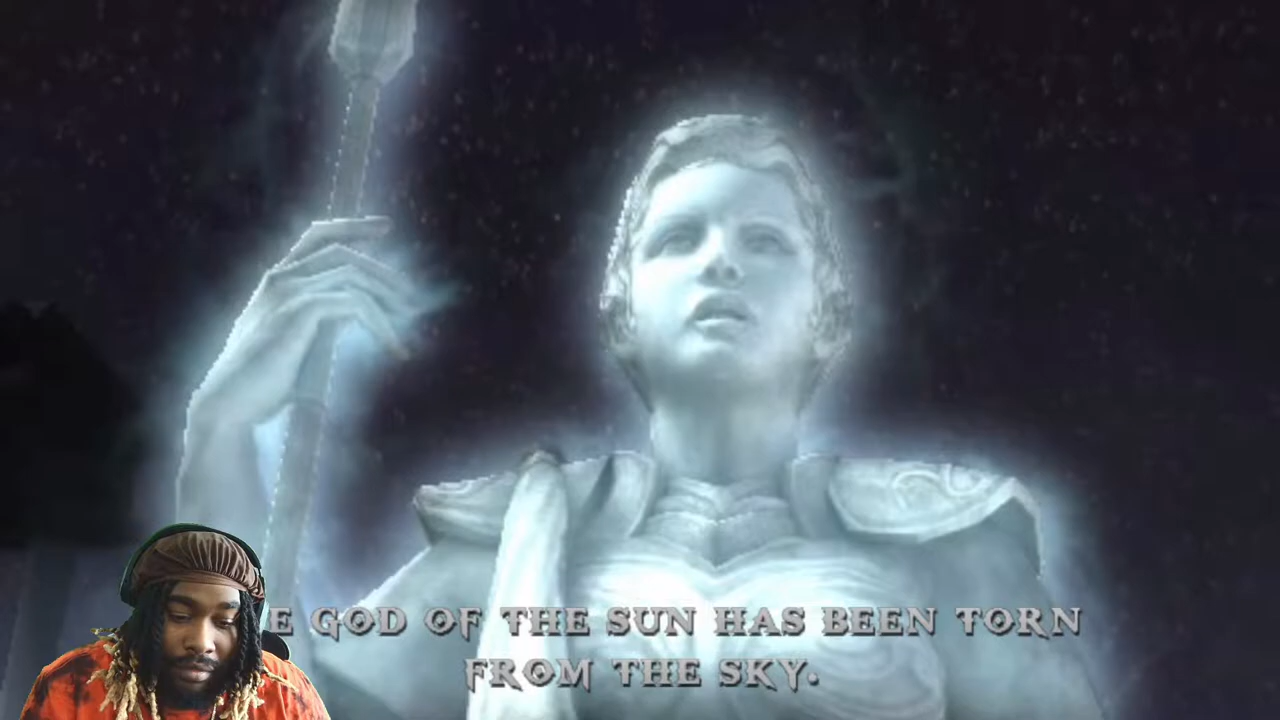 E GOD OF THE SUN HAS BEEN TORN
FROM THE SKY.